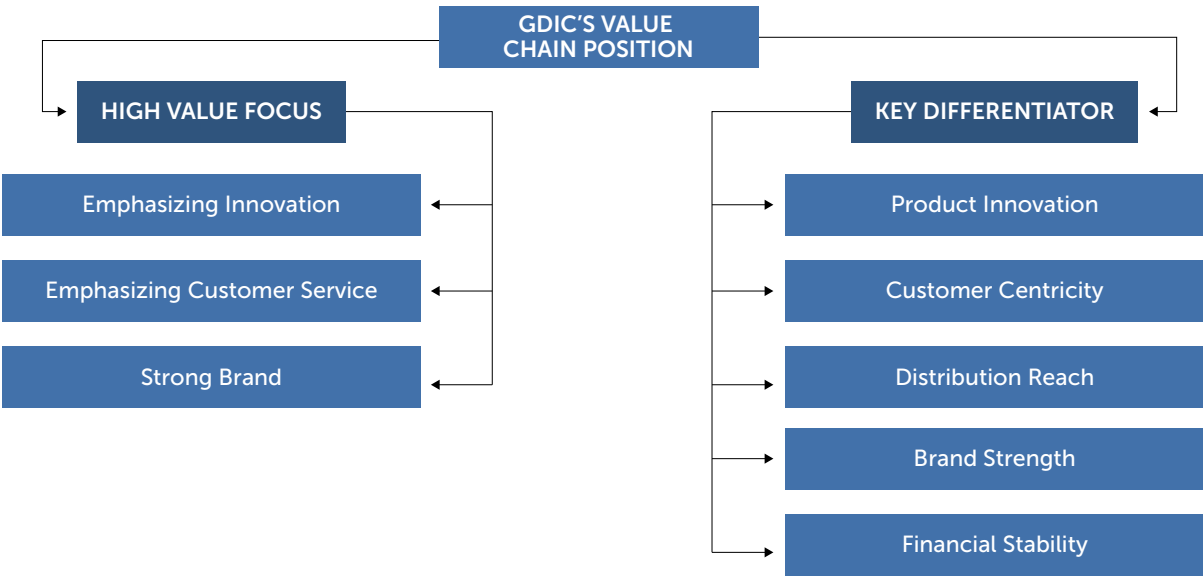 GDIC'S VALUE
CHAIN POSITION
HIGH VALUE FOCUS
Emphasizing Innovation
Emphasizing Customer Service
Strong Brand
KEY DIFFERENTIATOR
Product Innovation
Customer Centricity
Distribution Reach
Brand Strength
Financial Stability